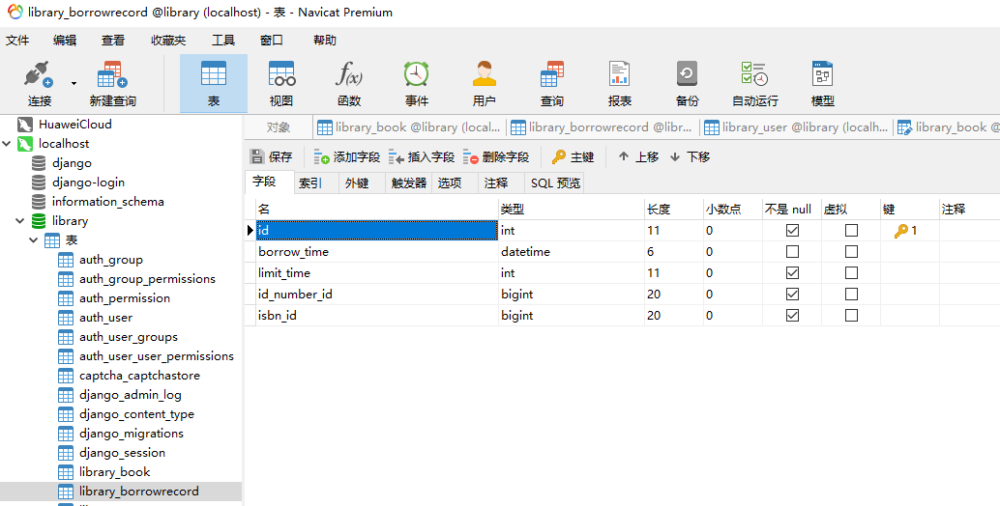 library_borrowrecord @library (localhost) - 表 - Navicat Premium
文件 编辑 查看 收藏夹 工具 窗口 帮助
连接 新建查询 表 视图 函数 事件 用户 查询 报表 备份 自动运行 模型
f(x)
HuaweiCloud
localhost
django
django-login
information_schema
library
表
auth_group
auth_group_permissions
auth_permission
auth_user
auth_user_groups
auth_user_user_permissions
captcha_captchastore
django_admin_log
django_content_type
django_migrations
django_session
library_book
library_borrowrecord
对象 library_book @library (local... library_borrowrecord @libr... library_user @library (localh... library_book @
保存 添加字段 插入字段 删除字段 主键 上移 下移
字段 索引 外键 触发器 选项 注释 SQL 预览
名 类型 长度 小数点 不是 null 虚拟 键 注释
id int 11 0 1
borrow_time datetime 6 0
limit_time int 11 0
id_number_id bigint 20 0
isbn_id bigint 20 0